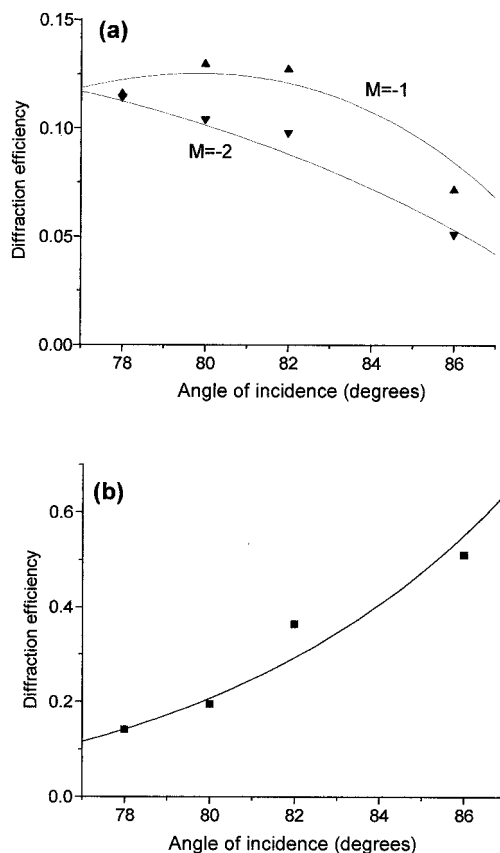 (a)
0.15
0.10
0.05
0.00
Diffraction efficiency
M=-1
M=-2
78 80 82 84 86
Angle of incidence (degrees)
(b)
0.6
0.4
0.2
0.0
Diffraction efficiency
78 80 82 84 86
Angle of incidence (degrees)